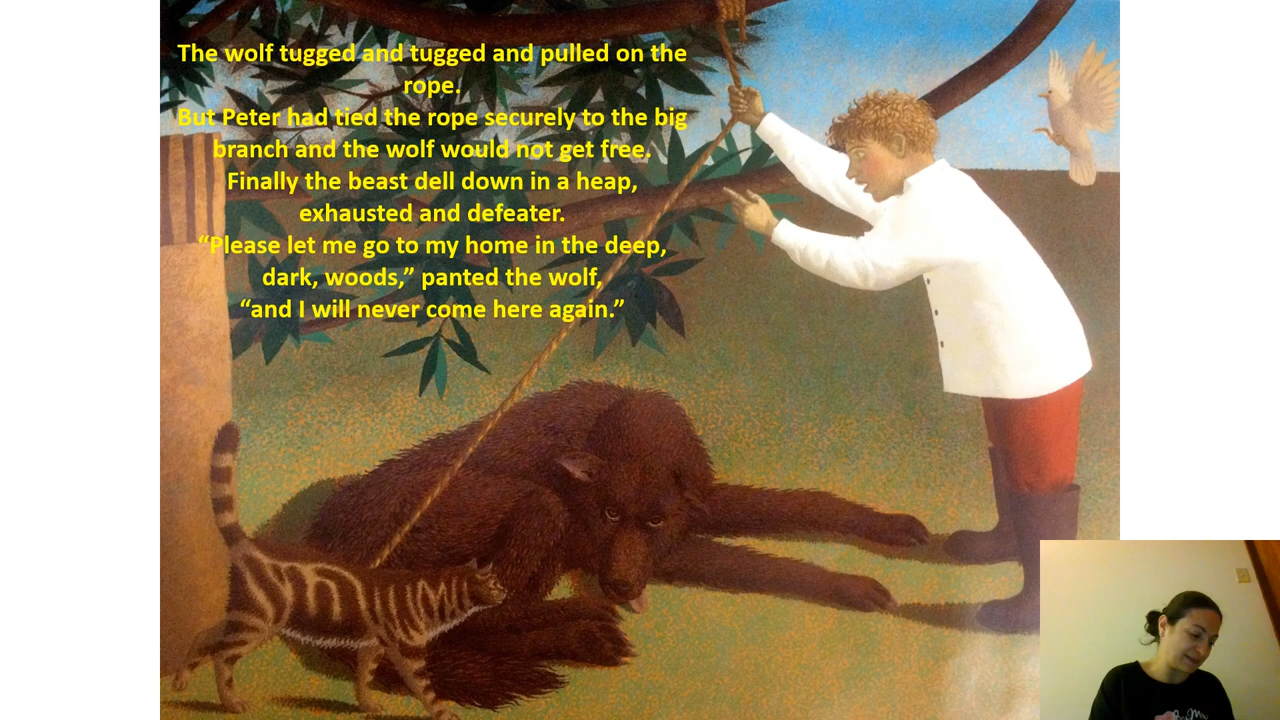 The wolf tugged and tugged and pulled on the
rope.
But Peter had tied the rope securely to the big
branch and the wolf would not get free.
Finally the beast dell down in a heap,
exhausted and defeater.
“Please let me go to my home in the deep,
dark, woods,” panted the wolf,
“and I will never come here again.”